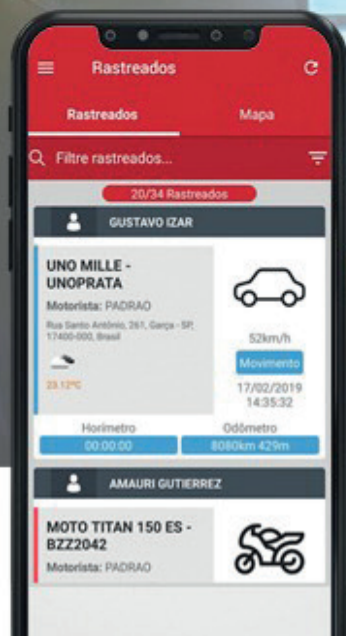 Rastreados
Rastreados
Mapa
Filtre rastreados...
20/34 Rastreados
GUSTAVO IZAR
UNO MILLE -
UNOPRATA
Motorista: PADRAO
Rua Santo Antônio, 261, Garça - SP,
17400-000, Brasil
23.12°C
52km/h
Movimento
17/02/2019
14:35:32
Horímetro
Odômetro
00:00:00
8080km 429m
AMAURI GUTIERREZ
MOTO TITAN 150 ES -
BZZ2042
Motorista: PADRAO